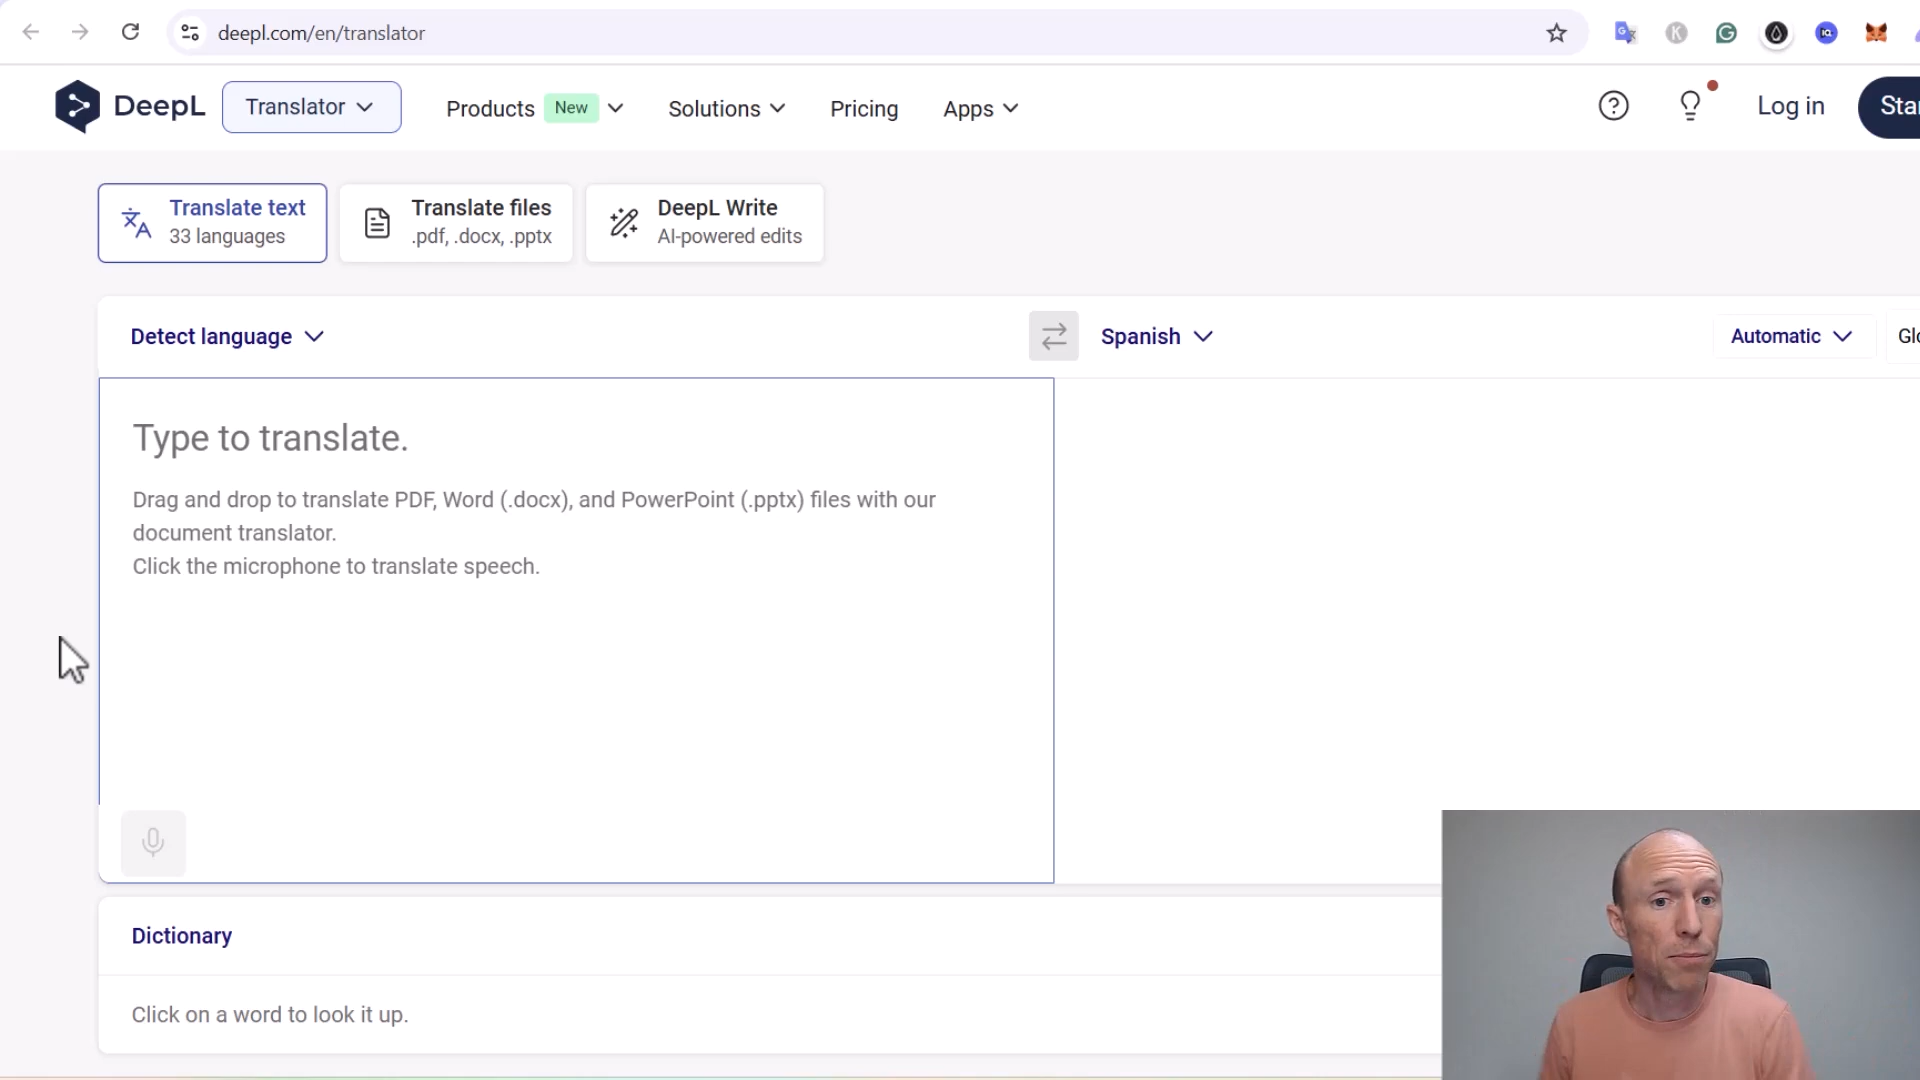 deepl.com/en/translator
DeepL
Translator
Products New
Solutions
Pricing
Apps
Log in
Translate text
33 languages
Translate files
.pdf, .docx, .pptx
DeepL Write
AI-powered edits
Detect language
Spanish
Automatic
Type to translate.
Drag and drop to translate PDF, Word (.docx), and PowerPoint (.pptx) files with our
document translator.
Click the microphone to translate speech.
Dictionary
Click on a word to look it up.